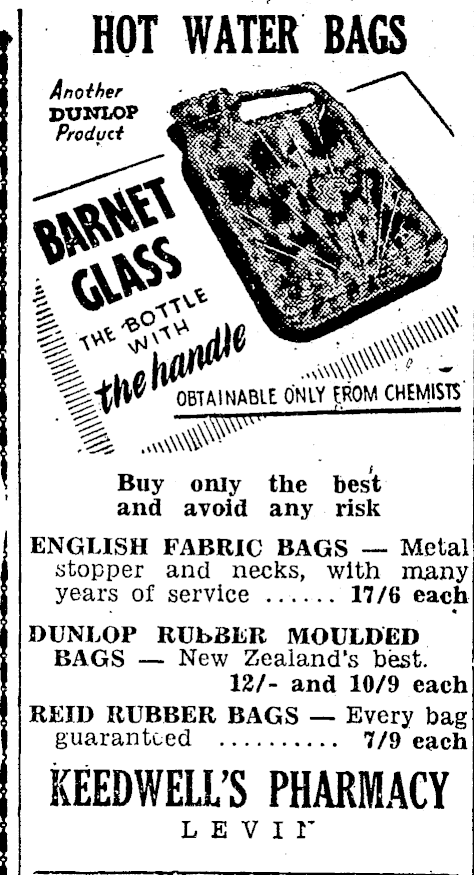 HOT WATER BAGS
Another
DUNLOP
Product
BARNET
GLASS
THE BOTTLE
WITH
the handle
OBTAINABLE ONLY FROM CHEMISTS
Buy only the best
and avoid any risk
ENGLISH FABRIC BAGS — Metal
stopper and necks, with many
years of service ...... 17/6 each
DUNLOP RUBBER MOULDED
BAGS — New Zealand's best.
12/- and 10/9 each
REID RUBBER BAGS — Every bag
guaranteed .......... 7/9 each
KEEDWELL'S PHARMACY
LEVIN